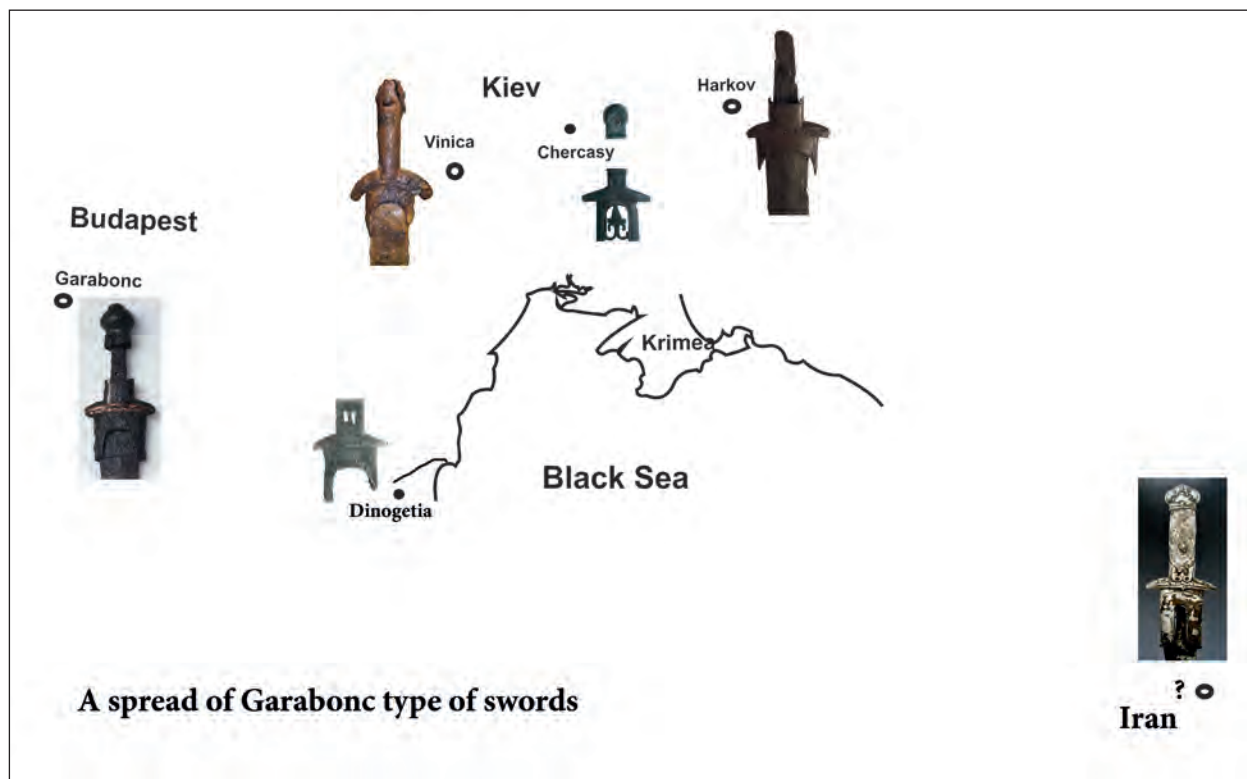 Kiev
Harkov
Vinica
Chercasy
Budapest
Garabonc
Krimea
Black Sea
Dinogetia
A spread of Garabonc type of swords
?
Iran